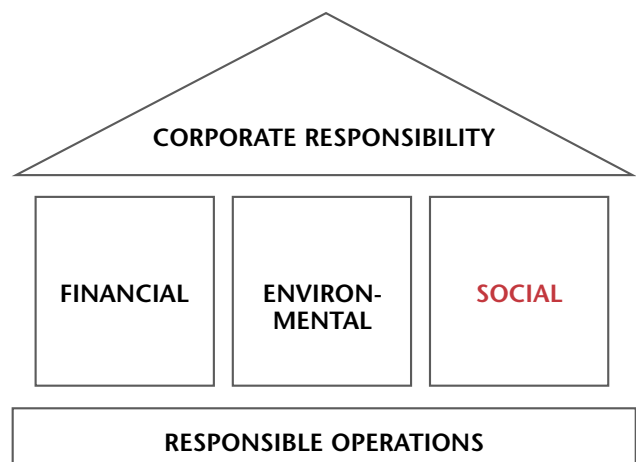 CORPORATE RESPONSIBILITY
FINANCIAL
ENVIRON-
MENTAL
SOCIAL
RESPONSIBLE OPERATIONS